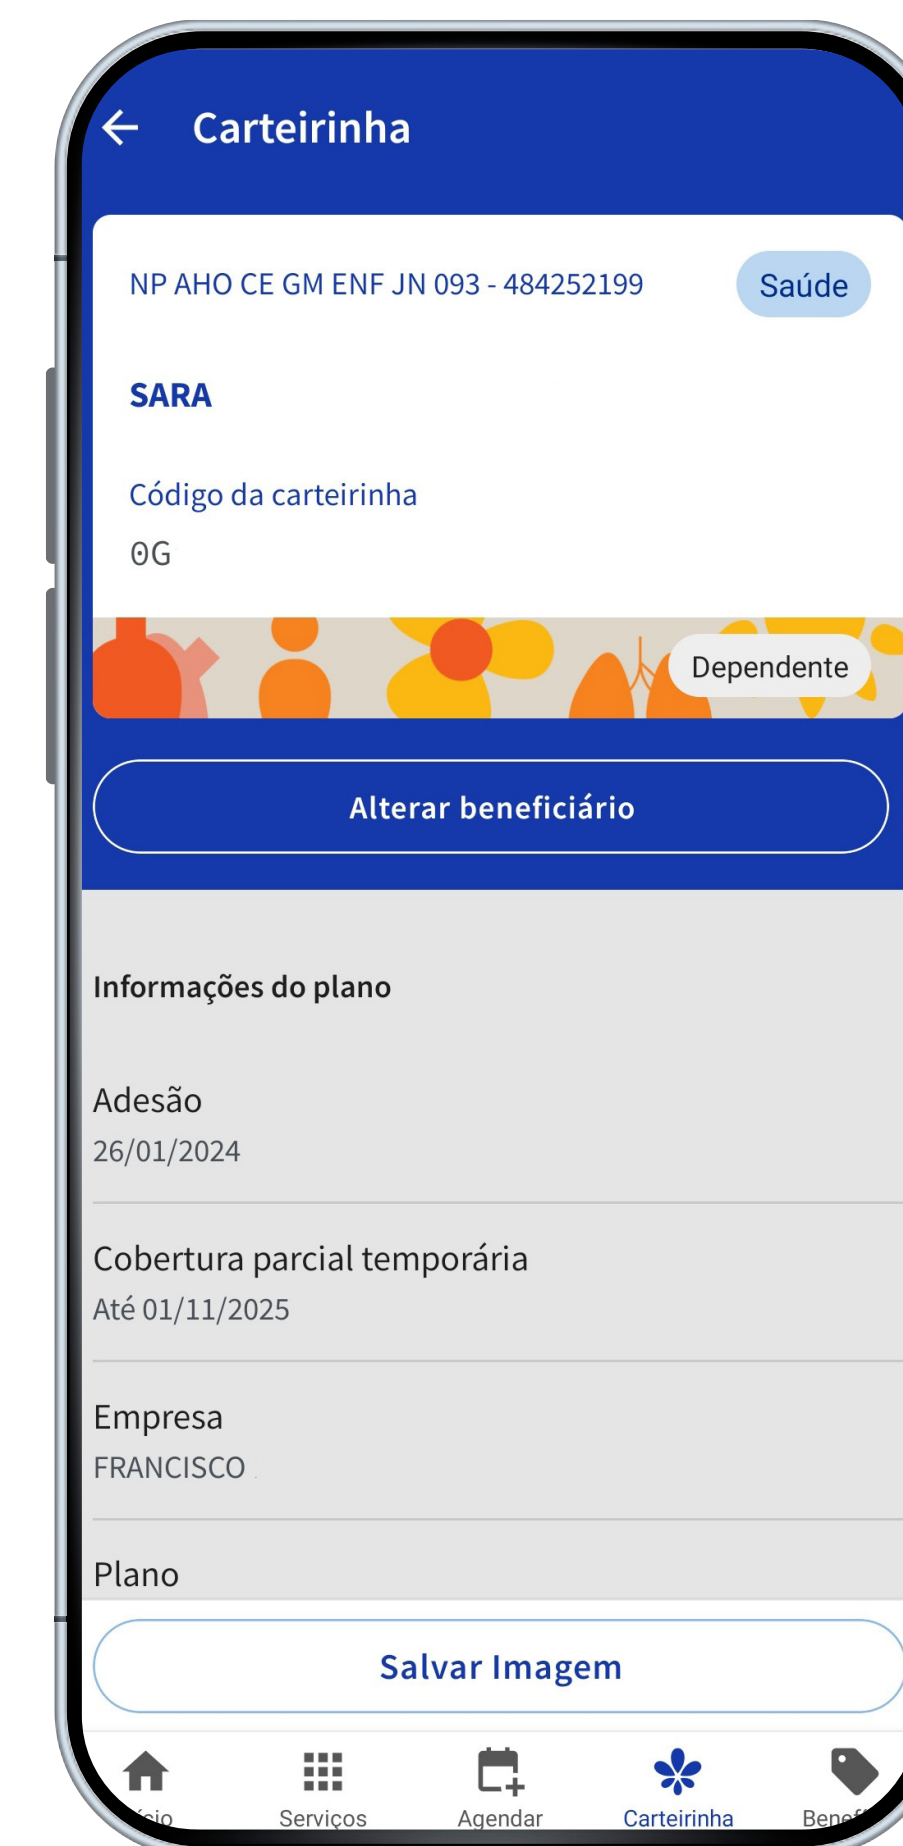 Carteirinha
NP AHO CE GM ENF JN 093 - 484252199
Saúde
SARA
Código da carteirinha
0G
Dependente
Alterar beneficiário
Informações do plano
Adesão
26/01/2024
Cobertura parcial temporária
Até 01/11/2025
Empresa
FRANCISCO
Plano
Salvar Imagem
Serviços
Agendar
Carteirinha